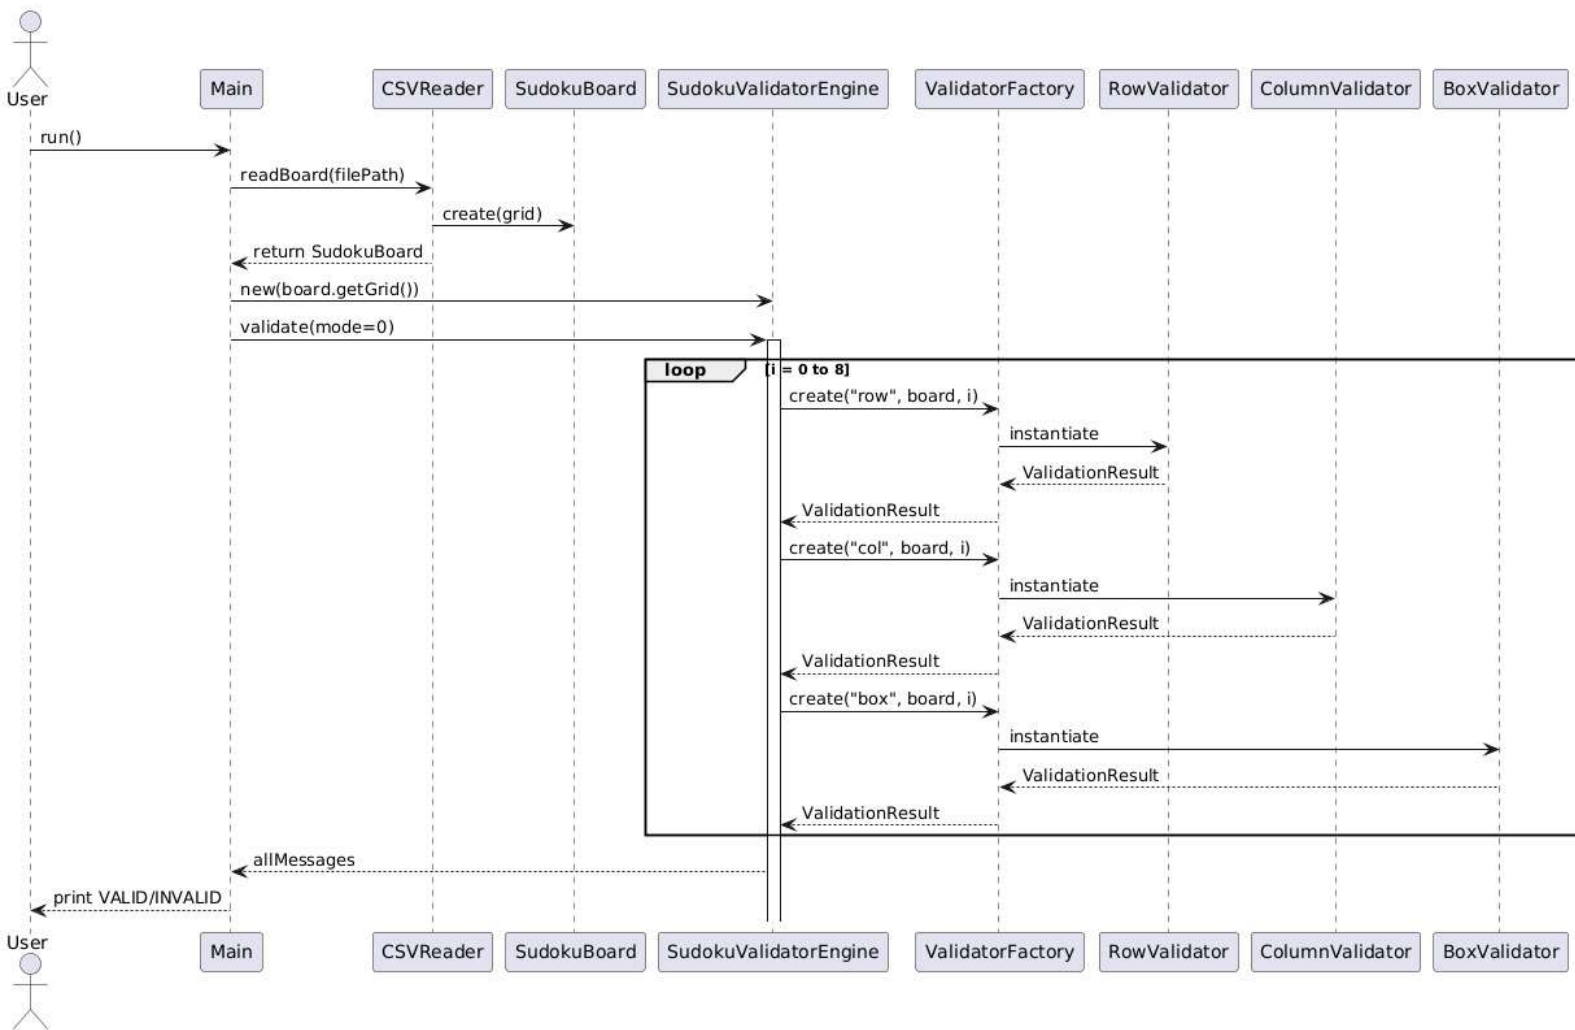 User
Main
CSVReader
SudokuBoard
SudokuValidatorEngine
ValidatorFactory
RowValidator
ColumnValidator
BoxValidator
run()
readBoard(filePath)
create(grid)
return SudokuBoard
new(board.getGrid())
validate(mode=0)
loop
[i = 0 to 8]
create("row", board, i)
instantiate
ValidationResult
ValidationResult
create("col", board, i)
instantiate
ValidationResult
ValidationResult
create("box", board, i)
instantiate
ValidationResult
ValidationResult
allMessages
print VALID/INVALID
User
Main
CSVReader
SudokuBoard
SudokuValidatorEngine
ValidatorFactory
RowValidator
ColumnValidator
BoxValidator